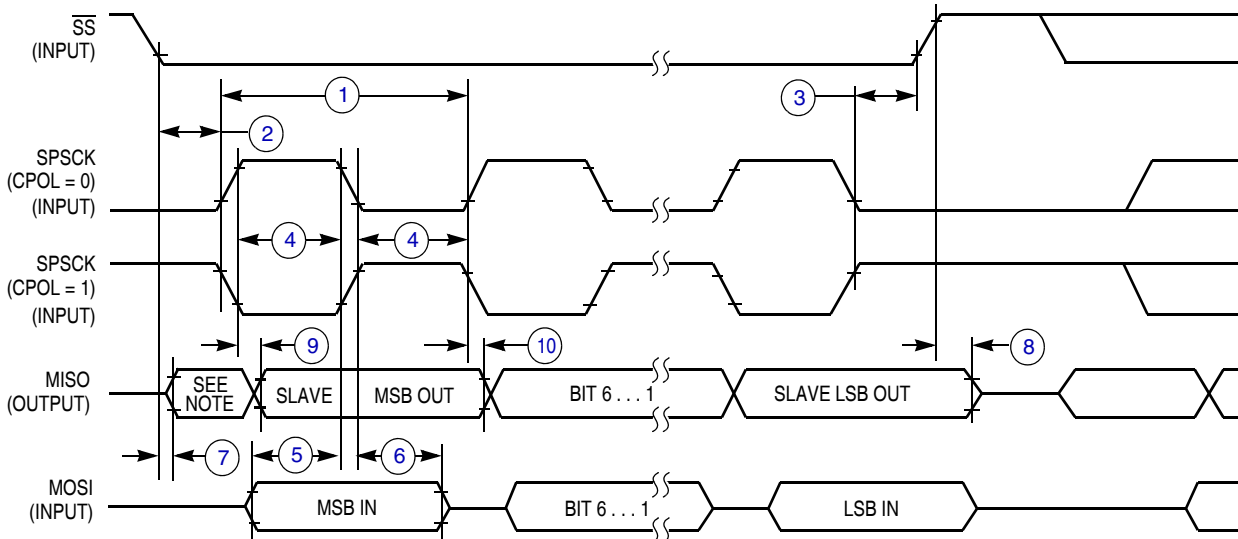 SS
(INPUT)
1
3
2
SPSCK
(CPOL = 0)
(INPUT)
4
4
SPSCK
(CPOL = 1)
(INPUT)
9
10
8
MISO
(OUTPUT)
SEE
NOTE
SLAVE
MSB OUT
BIT 6 . . . 1
SLAVE LSB OUT
7
5
6
MOSI
(INPUT)
MSB IN
BIT 6 . . . 1
LSB IN